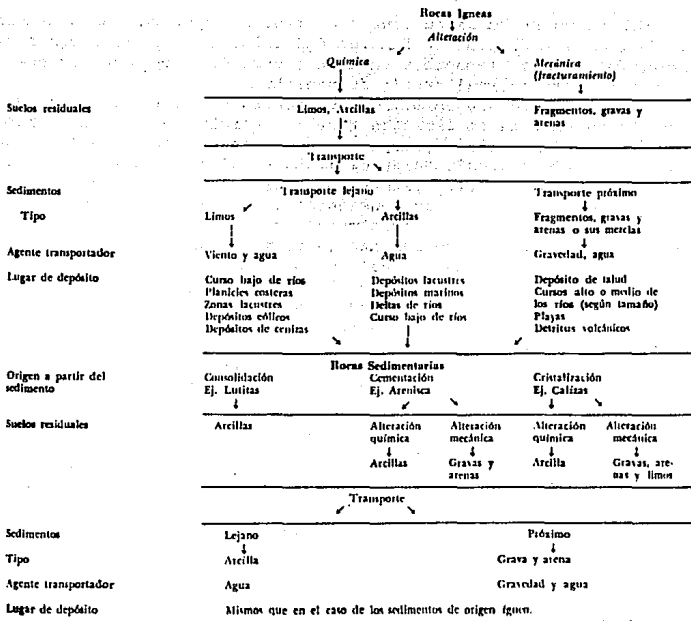 Rocas Igneas
Alteración
Química
Mecánica
(fracturamiento)
Suelos residuales
Limos, Arcillas
Fragmentos, gravas y
arenas
Transporte
Sedimentos
Transporte lejano
Transporte próximo
Tipo
Limos
Arcillas
Fragmentos, gravas y
arenas o sus mezclas
Agente transportador
Viento y agua
Agua
Gravedad, agua
Lugar de depósito
Curso bajo de ríos
Planicies costeras
Zonas lacustres
Depósitos eólicos
Depósitos de cenizas
Depósitos lacustres
Depósitos marinos
Deltas de ríos
Curso bajo de ríos
Depósito de talud
Cursos alto o medio de
los ríos (según tamaño)
Playas
Detritus volcánicos
Rocas Sedimentarias
Origen a partir del
sedimento
Consolidación
Ej. Lutitas
Cementación
Ej. Arenisca
Cristalización
Ej. Calizas
Suelos residuales
Arcillas
Alteración
química
Alteración
mecánica
Alteración
química
Alteración
mecánica
Arcillas
Gravas y
arenas
Arcilla
Gravas, are-
nas y limos
Transporte
Sedimentos
Lejano
Próximo
Tipo
Arcilla
Grava y arena
Agente transportador
Agua
Gravedad y agua
Lugar de depósito
Mismos que en el caso de los sedimentos de origen ígneo.